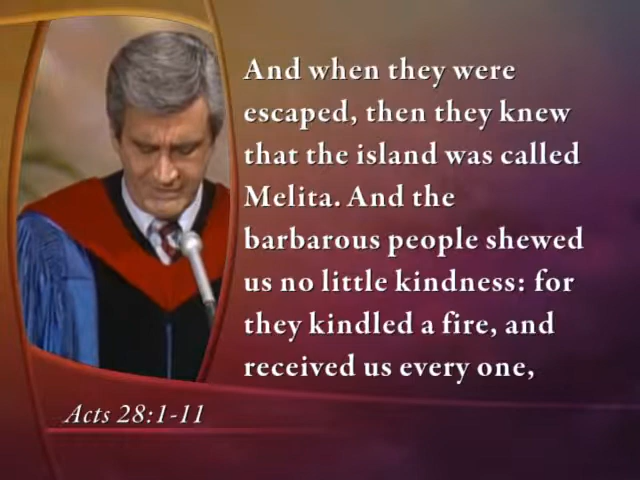 And when they were
escaped, then they knew
that the island was called
Melita. And the
barbarous people shewed
us no little kindness: for
they kindled a fire, and
received us every one,
Acts 28:1-11